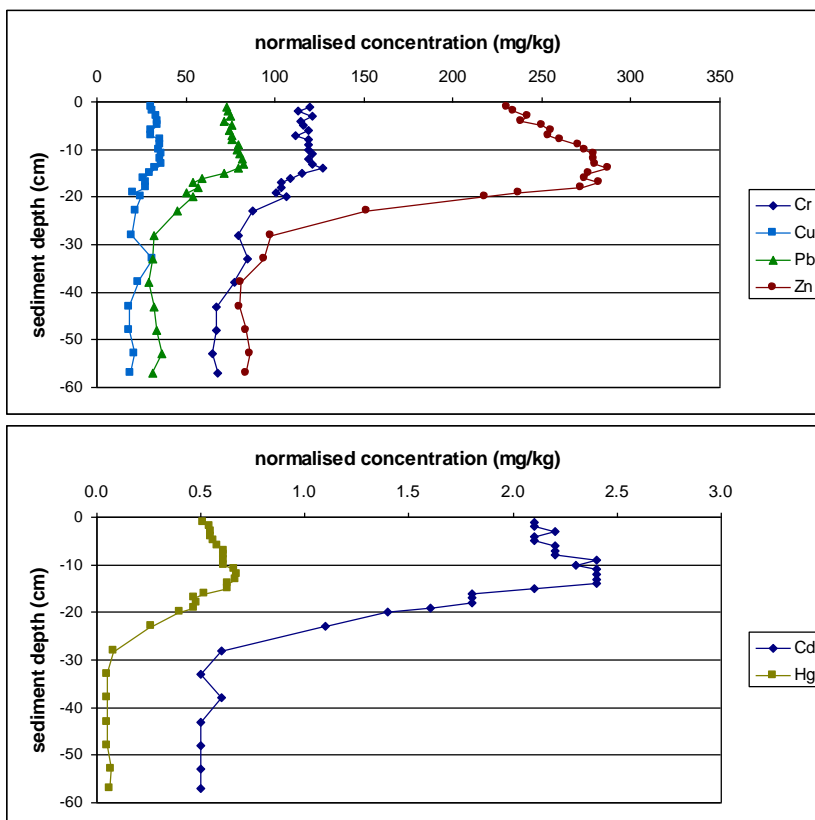 normalised concentration (mg/kg)
0 50 100 150 200 250 300 350
0
-10
-20
-30
-40
-50
-60
sediment depth (cm)
Cr
Cu
Pb
Zn
normalised concentration (mg/kg)
0.0 0.5 1.0 1.5 2.0 2.5 3.0
0
-10
-20
-30
-40
-50
-60
sediment depth (cm)
Cd
Hg